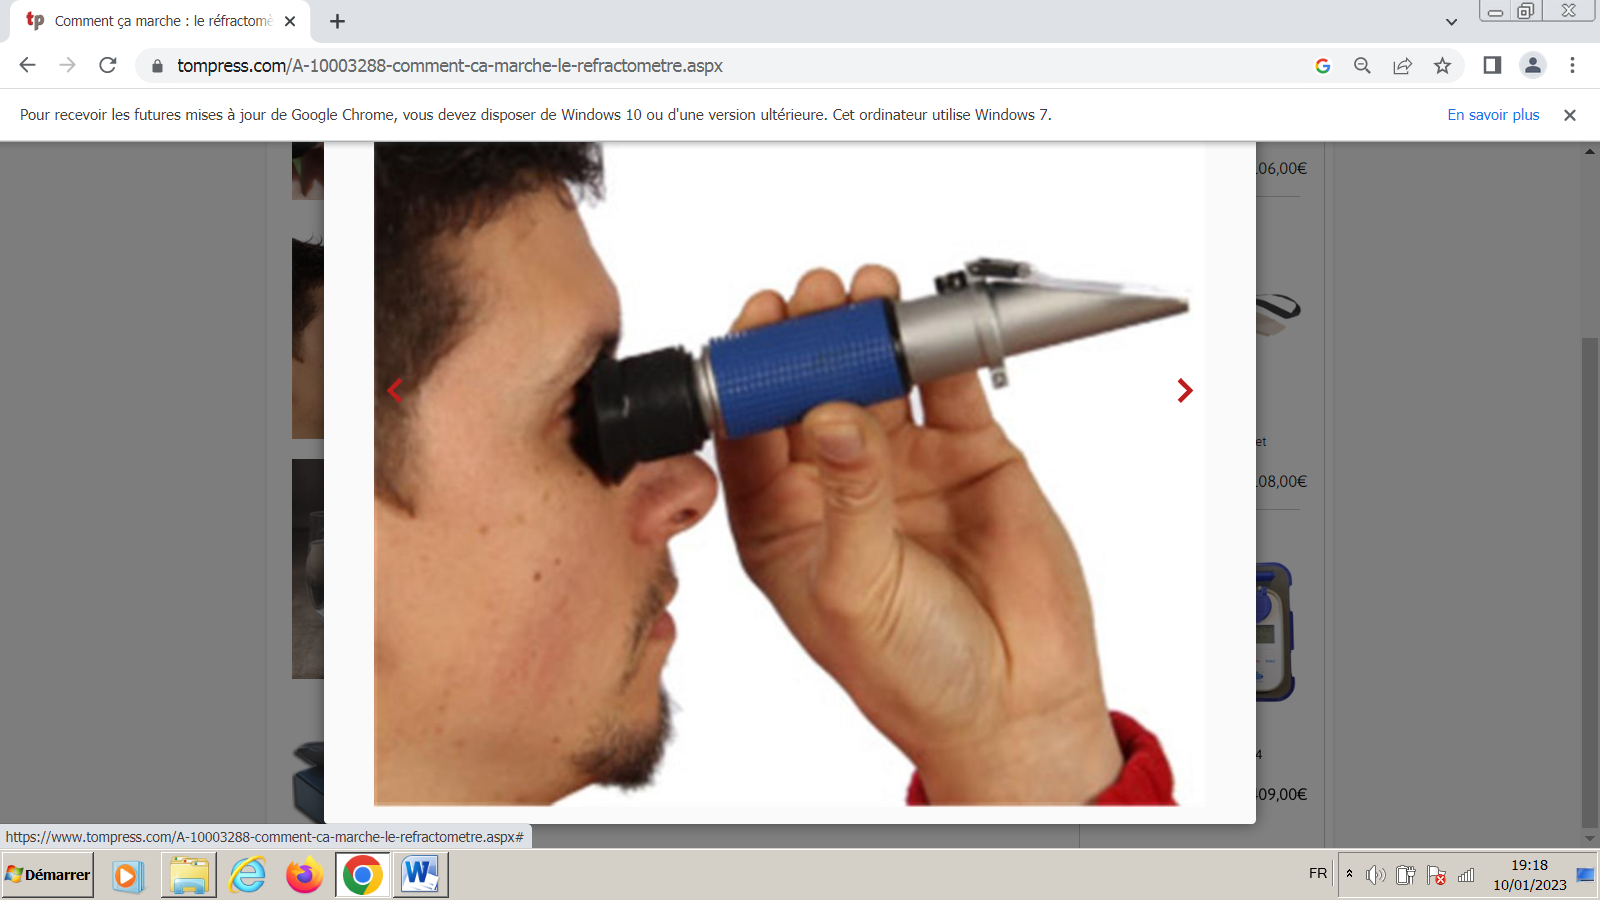 tp Comment ça marche : le réfractomè
tompress.com/A-10003288-comment-ca-marche-le-refractometre.aspx
Pour recevoir les futures mises à jour de Google Chrome, vous devez disposer de Windows 10 ou d'une version ultérieure. Cet ordinateur utilise Windows 7.
En savoir plus
06,00€
et
08,00€
4
09,00€
https://www.tompress.com/A-10003288-comment-ca-marche-le-refractometre.aspx#
Démarrer
FR
19:18
10/01/2023